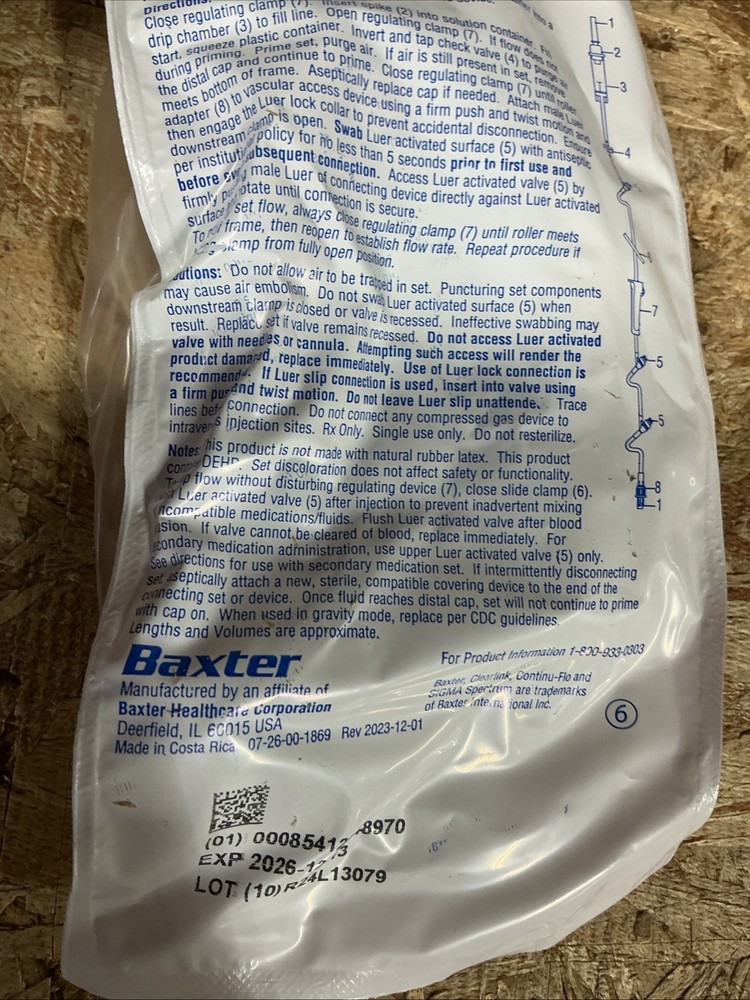 Directions:
Close regulating clamp (7). Insert spike (2) into solution container. Fill
drip chamber (3) to fill line. Open regulating clamp (7). If flow does not
start, squeeze plastic container. Invert and tap check valve (4) to purge air
during priming. Prime set, purge air. If air is still present in set, remove
the distal cap and continue to prime. Close regulating clamp (7) until roller
meets bottom of frame. Aseptically replace cap if needed. Attach male Luer
adapter (8) to vascular access device using a firm push and twist motion and
then engage the Luer lock collar to prevent accidental disconnection. Ensure
downstream clamp is open. Swab Luer activated surface (5) with antiseptic
per institution policy for no less than 5 seconds prior to first use and
before subsequent connection. Access Luer activated valve (5) by
firmly male Luer of connecting device directly against Luer activated
surface rotate until connection is secure.
To set flow, always close regulating clamp (7) until roller meets
frame, then reopen to establish flow rate. Repeat procedure if
clamp from fully open position.
Cautions: Do not allow air to be trapped in set. Puncturing set components
may cause air embolism. Do not swab Luer activated surface (5) when
downstream clamp is closed or valve is recessed. Ineffective swabbing may
result. Replace set if valve remains recessed. Do not access Luer activated
valve with needles or cannula. Attempting such access will render the
product damaged, replace immediately. Use of Luer lock connection is
recommend If Luer slip connection is used, insert into valve using
a firm push and twist motion. Do not leave Luer slip unattende. Trace
lines before connection. Do not connect any compressed gas device to
intraven s injection sites. Rx Only. Single use only. Do not resterilize.
Notes his product is not made with natural rubber latex. This product
con DEHP. Set discoloration does not affect safety or functionality.
flow without disturbing regulating device (7), close slide clamp (6).
Luer activated valve (5) after injection to prevent inadvertent mixing
incompatible medications/fluids. Flush Luer activated valve after blood
usion. If valve cannot be cleared of blood, replace immediately. For
econdary medication administration, use upper Luer activated valve (5) only.
See directions for use with secondary medication set. If intermittently disconnecting
set aseptically attach a new, sterile, compatible covering device to the end of the
connecting set or device. Once fluid reaches distal cap, set will not continue to prime
with cap on. When used in gravity mode, replace per CDC guidelines.
Lengths and Volumes are approximate.
Baxter
Manufactured by an affiliate of
Baxter Healthcare Corporation
Deerfield, IL 60015 USA
Made in Costa Rica 07-26-00-1869 Rev 2023-12-01
For Product Information 1-800-933-0303
Baxter, Clearlink, Continu-Flo and
SIGMA Spectrum are trademarks
of Baxter International Inc.
6
(01) 00085412 8970
EXP 2026-12
LOT (10) R24L13079
1
2
3
4
6
7
5
5
8
1